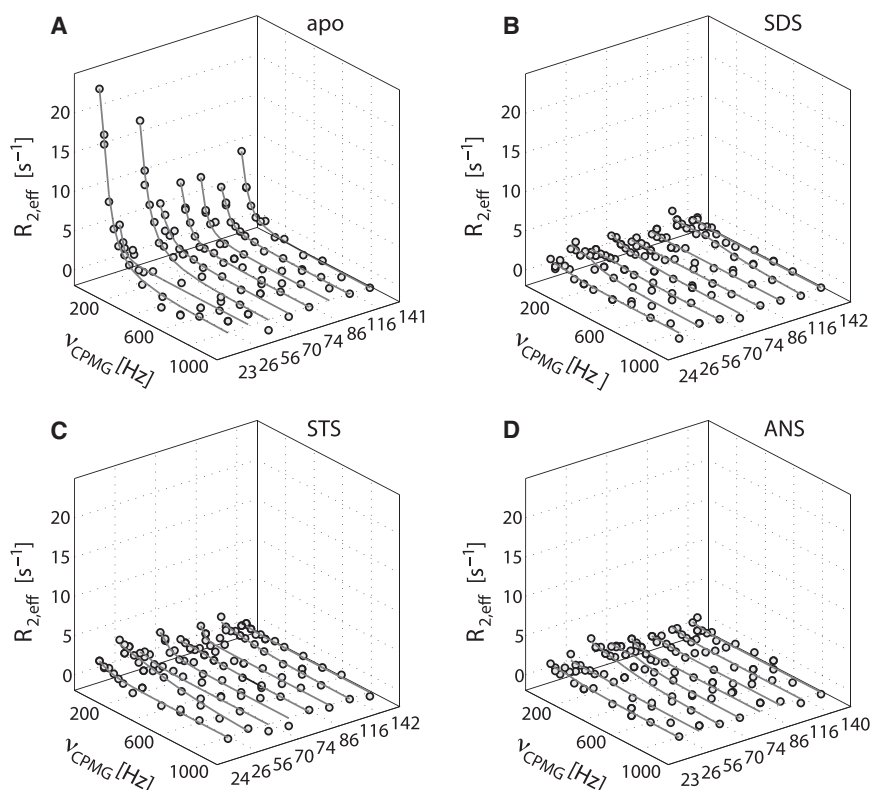 A
apo
R2,eff [s−1]
20
15
10
5
0
200
600
1000
νCPMG [Hz]
23 26 56 70 74 86 116 141
B
SDS
R2,eff [s−1]
20
15
10
5
0
200
600
1000
νCPMG [Hz]
24 26 56 70 74 86 116 142
C
STS
R2,eff [s−1]
20
15
10
5
0
200
600
1000
νCPMG [Hz]
24 26 56 70 74 86 116 142
D
ANS
R2,eff [s−1]
20
15
10
5
0
200
600
1000
νCPMG [Hz]
23 26 56 70 74 86 116 140